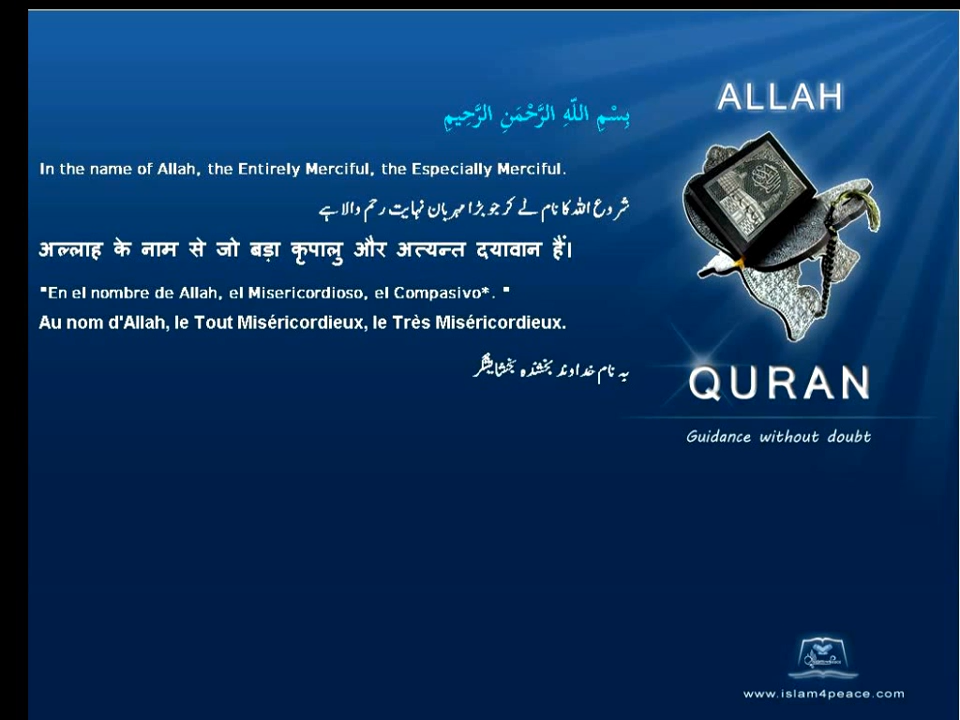 بِسْمِ اللّهِ الرَّحْمَنِ الرَّحِيمِ
In the name of Allah, the Entirely Merciful, the Especially Merciful.
شروع اللہ کا نام لے کر جو بڑا مہربان نہایت رحم والا ہے
अल्लाह के नाम से जो बड़ा कृपालु और अत्यन्त दयावान हैं।
"En el nombre de Allah, el Misericordioso, el Compasivo*. "
Au nom d'Allah, le Tout Miséricordieux, le Très Miséricordieux.
به نام خداوند بخشنده بخشایشگر
ALLAH
QURAN
Guidance without doubt
www.islam4peace.com